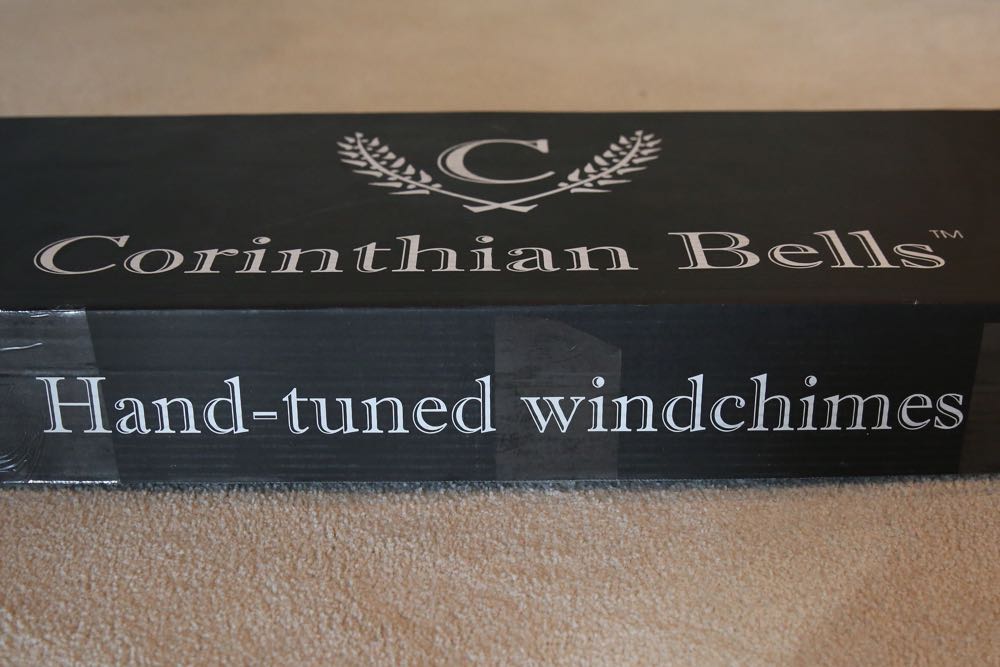 C
Corinthian Bells™
Hand-tuned windchimes